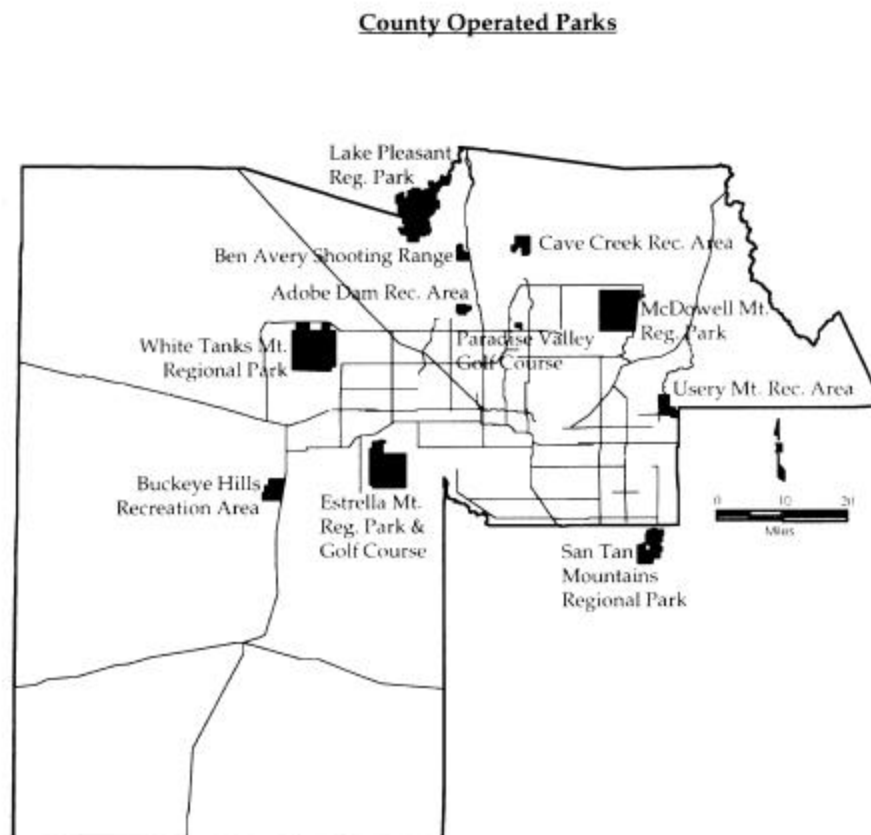 County Operated Parks
Lake Pleasant
Reg. Park
Ben Avery Shooting Range
Cave Creek Rec. Area
Adobe Dam Rec. Area
McDowell Mt.
Reg. Park
White Tanks Mt.
Regional Park
Paradise Valley
Golf Course
Usery Mt. Rec. Area
Buckeye Hills
Recreation Area
Estrella Mt.
Reg. Park &
Golf Course
0 10 20
Miles
San Tan
Mountains
Regional Park